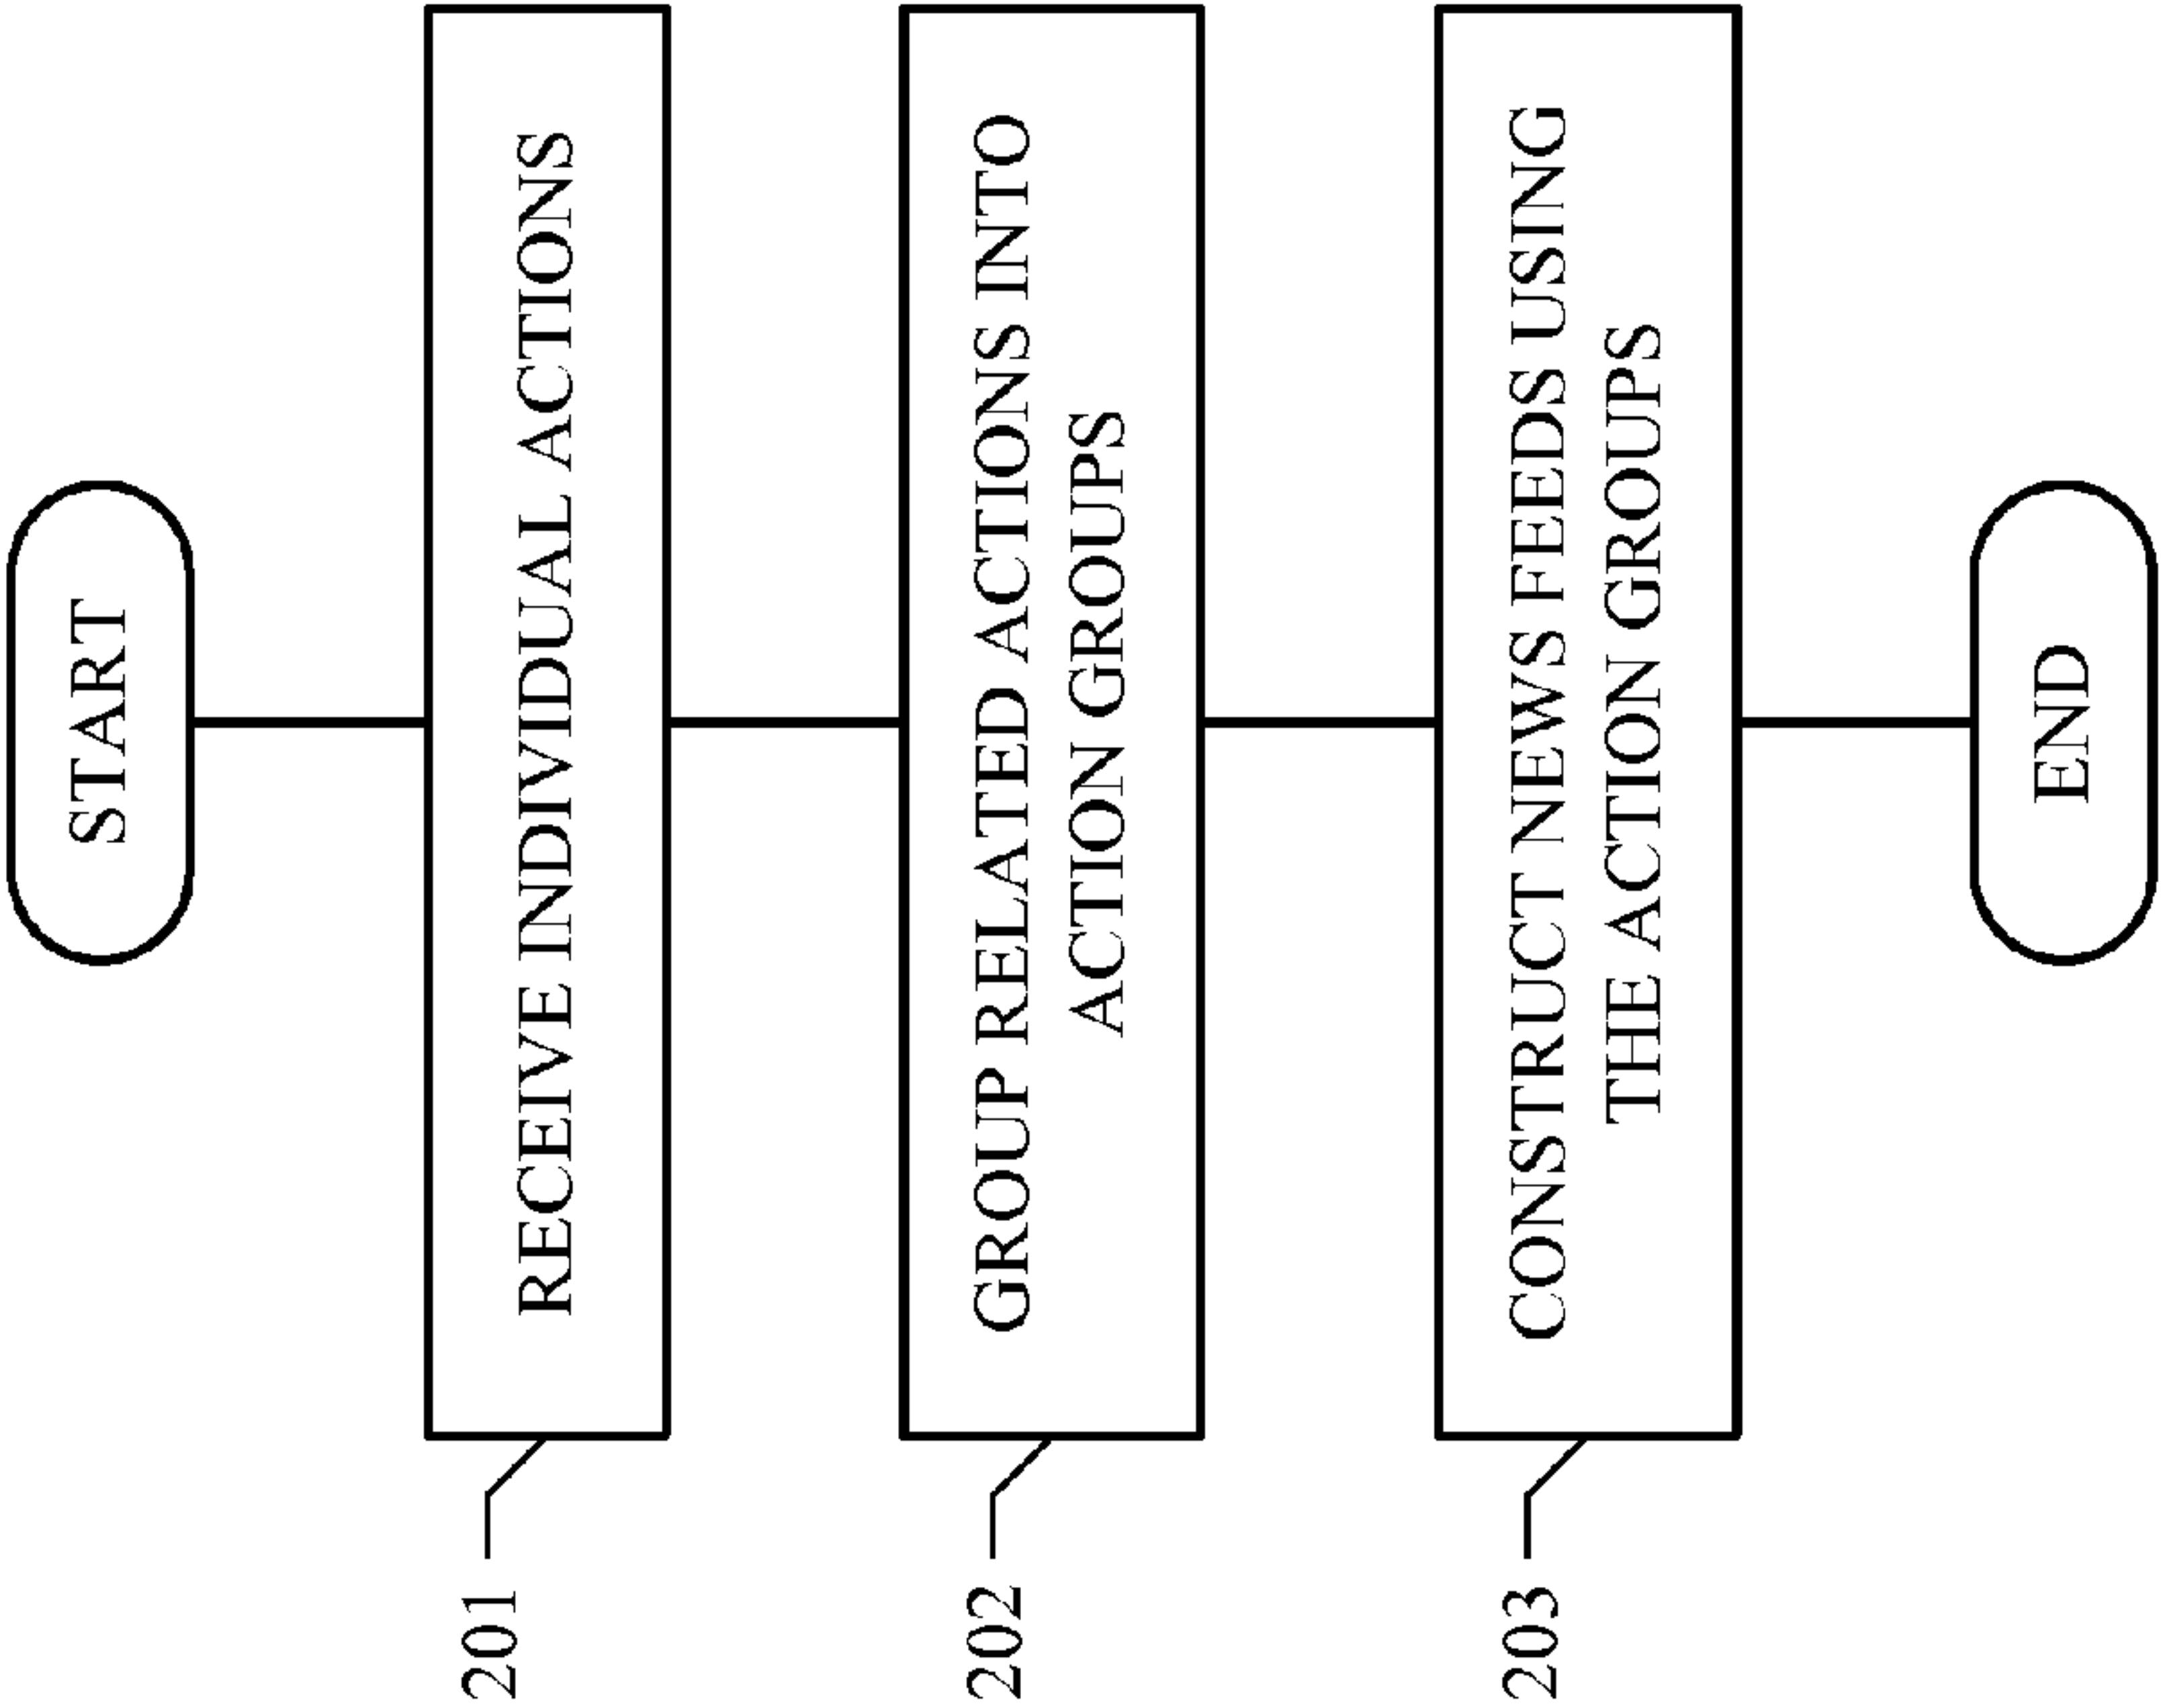 START
201
RECEIVE INDIVIDUAL ACTIONS
202
GROUP RELATED ACTIONS INTO
ACTION GROUPS
203
CONSTRUCT NEWS FEEDS USING
THE ACTION GROUPS
END